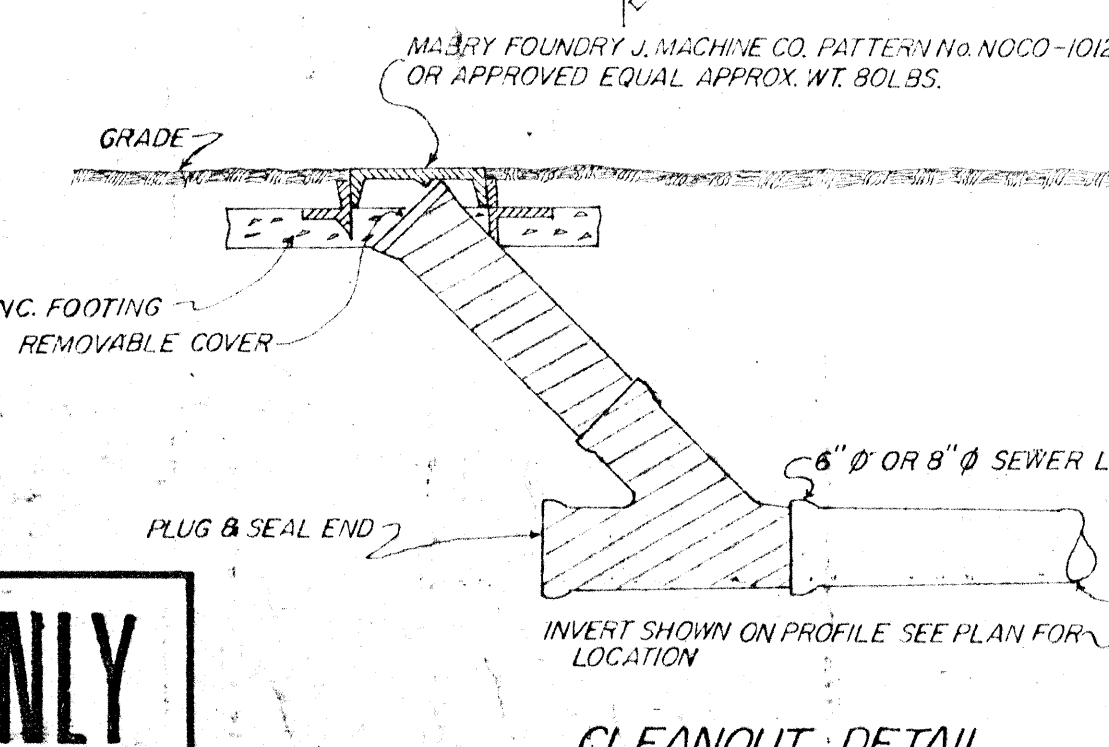 MABRY FOUNDRY J. MACHINE CO. PATTERN No. NOCO-1012
OR APPROVED EQUAL APPROX. WT. 80LBS.
GRADE
NC. FOOTING
REMOVABLE COVER
6"Ø OR 8"Ø SEWER L
PLUG & SEAL END
INVERT SHOWN ON PROFILE SEE PLAN FOR
LOCATION
NLY
CLEANOUT DETAIL